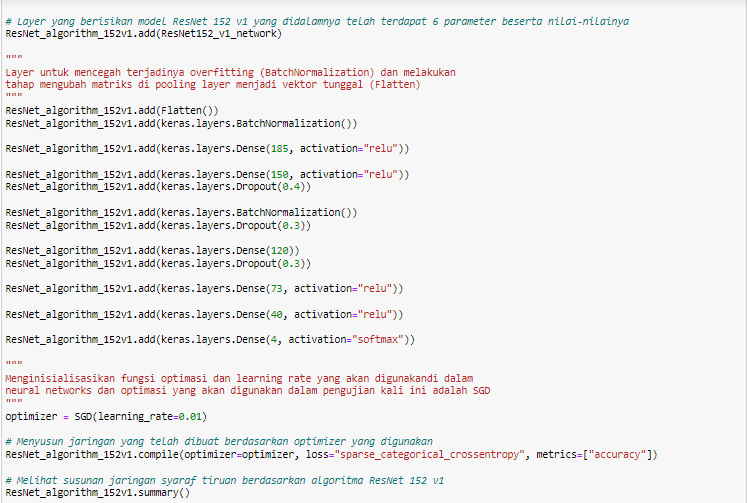 # Layer yang berisikan model ResNet 152 v1 yang didalamnya telah terdapat 6 parameter beserta nilai-nilainya
ResNet_algorithm_152v1.add(ResNet152_v1_network)
"""
Layer untuk mencegah terjadinya overfitting (BatchNormalization) dan melakukan
tahap mengubah matriks di pooling layer menjadi vektor tunggal (Flatten)
"""
ResNet_algorithm_152v1.add(Flatten())
ResNet_algorithm_152v1.add(keras.layers.BatchNormalization())
ResNet_algorithm_152v1.add(keras.layers.Dense(185, activation="relu"))
ResNet_algorithm_152v1.add(keras.layers.Dense(150, activation="relu"))
ResNet_algorithm_152v1.add(keras.layers.Dropout(0.4))
ResNet_algorithm_152v1.add(keras.layers.BatchNormalization())
ResNet_algorithm_152v1.add(keras.layers.Dropout(0.3))
ResNet_algorithm_152v1.add(keras.layers.Dense(120))
ResNet_algorithm_152v1.add(keras.layers.Dropout(0.3))
ResNet_algorithm_152v1.add(keras.layers.Dense(73, activation="relu"))
ResNet_algorithm_152v1.add(keras.layers.Dense(40, activation="relu"))
ResNet_algorithm_152v1.add(keras.layers.Dense(4, activation="softmax"))
"""
Menginisialisasikan fungsi optimasi dan learning rate yang akan digunakandi dalam
neural networks dan optimasi yang akan digunakan dalam pengujian kali ini adalah SGD
"""
optimizer = SGD(learning_rate=0.01)
# Menyusun jaringan yang telah dibuat berdasarkan optimizer yang digunakan
ResNet_algorithm_152v1.compile(optimizer=optimizer, loss="sparse_categorical_crossentropy", metrics=["accuracy"])
# Melihat susunan jaringan syaraf tiruan berdasarkan algoritma ResNet 152 v1
ResNet_algorithm_152v1.summary()